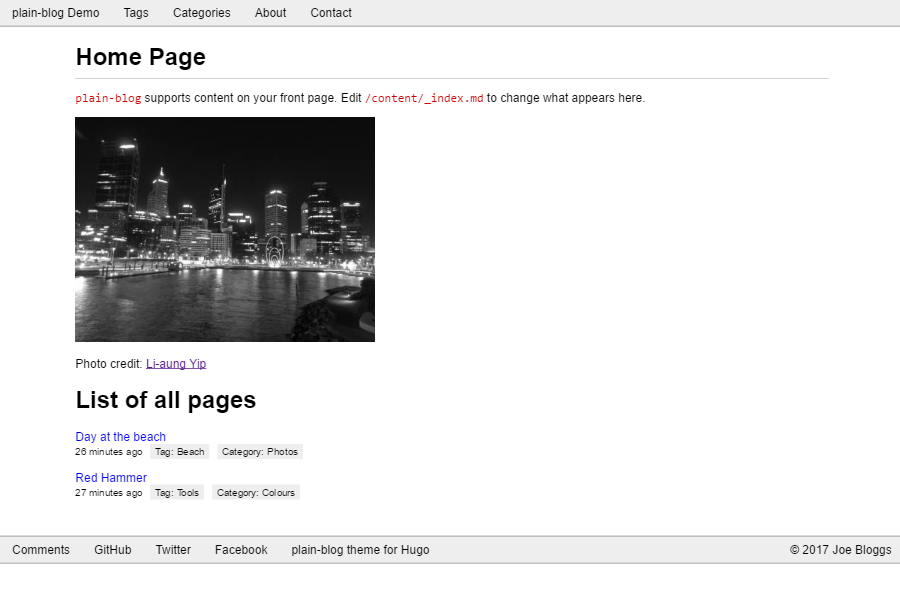 plain-blog Demo Tags Categories About Contact
Home Page
plain-blog supports content on your front page. Edit /content/_index.md to change what appears here.
Photo credit: Li-aung Yip
List of all pages
Day at the beach
26 minutes ago Tag: Beach Category: Photos
Red Hammer
27 minutes ago Tag: Tools Category: Colours
Comments GitHub Twitter Facebook plain-blog theme for Hugo © 2017 Joe Bloggs